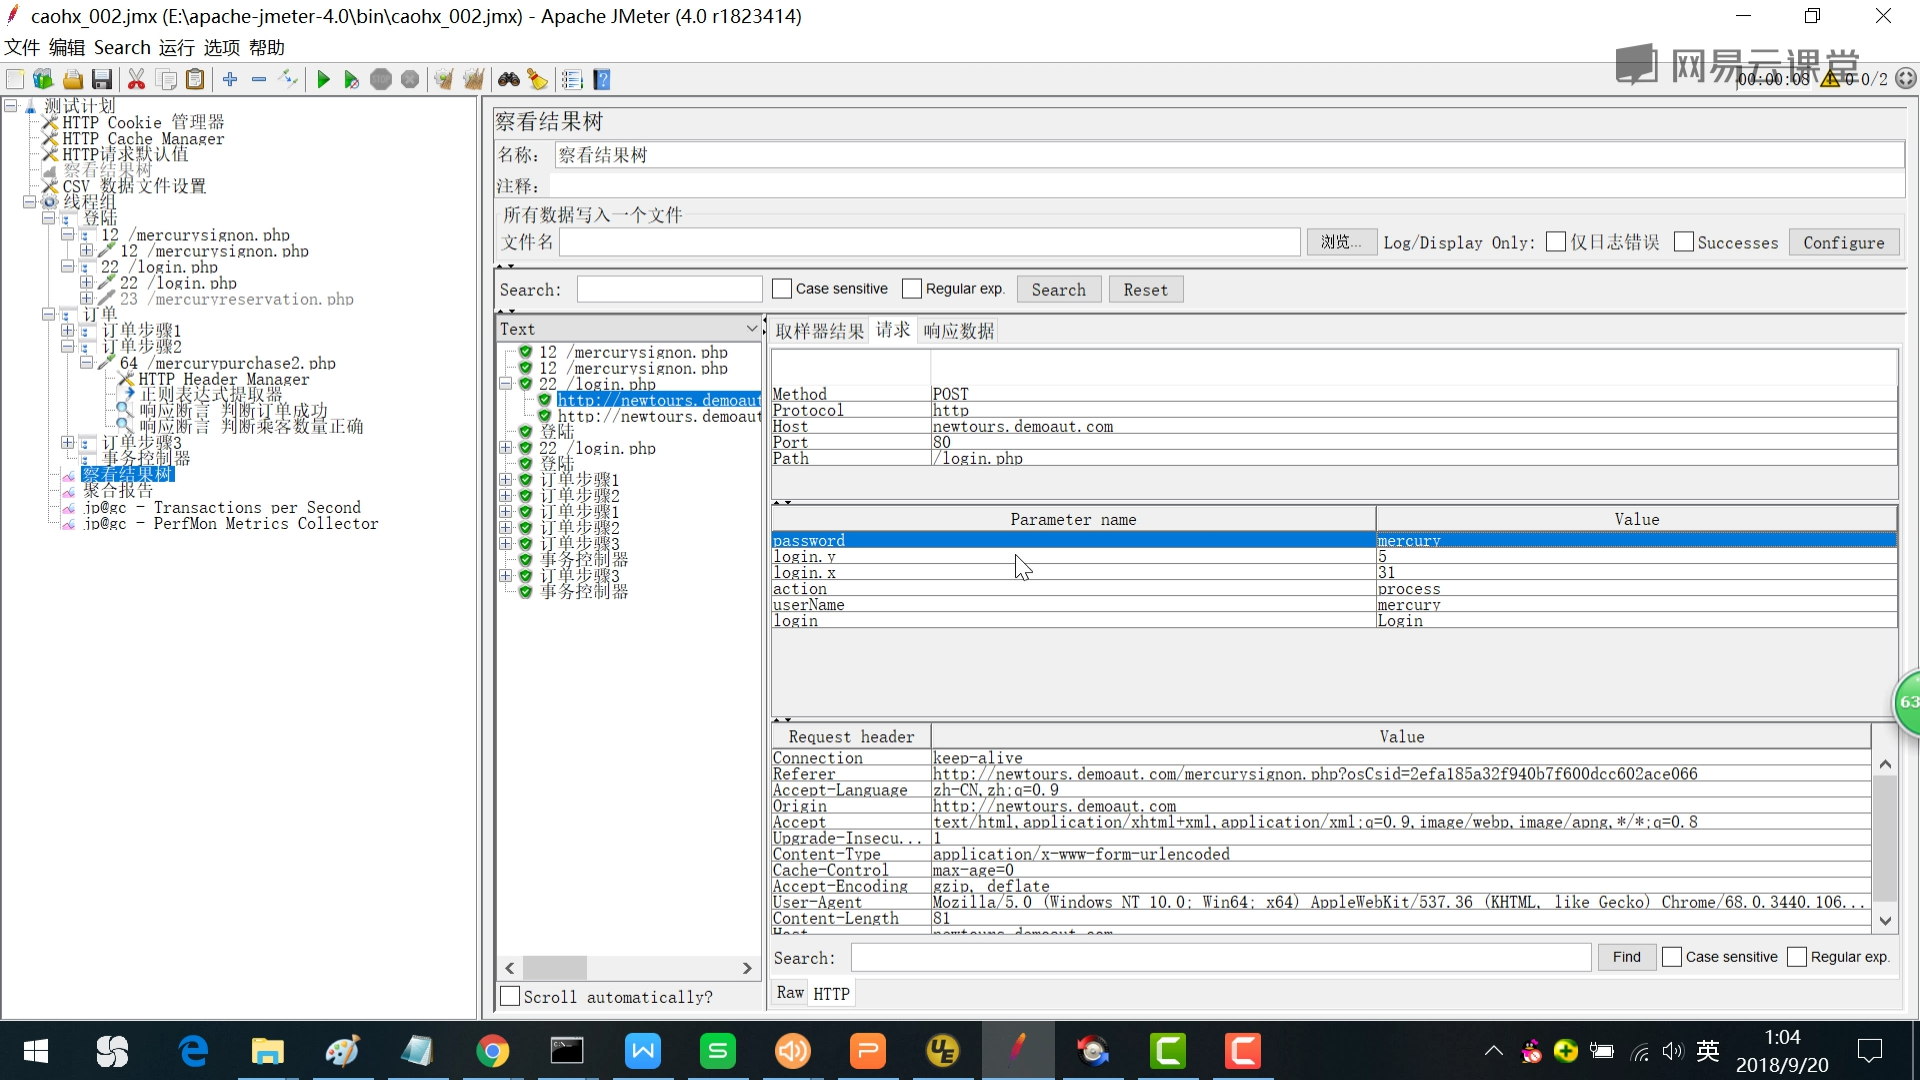 caohx_002.jmx (E:\apache-jmeter-4.0\bin\caohx_002.jmx) - Apache JMeter (4.0 r1823414)
文件 编辑 Search 运行 选项 帮助
网易云课堂
00:00:08 0 0/2
测试计划
HTTP Cookie 管理器
HTTP Cache Manager
HTTP请求默认值
察看结果树
CSV 数据文件设置
线程组
登陆
12 /mercurysignon.php
12 /mercurysignon.php
22 /login.php
22 /login.php
23 /mercuryreservation.php
订单
订单步骤1
订单步骤2
64 /mercurypurchase2.php
HTTP Header Manager
正则表达式提取器
响应断言 判断订单成功
响应断言 判断乘客数量正确
订单步骤3
事务控制器
察看结果树
聚合报告
jp@gc - Transactions per Second
jp@gc - PerfMon Metrics Collector
察看结果树
名称： 察看结果树
注释：
所有数据写入一个文件
文件名 浏览... Log/Display Only: 仅日志错误 Successes Configure
Search: Case sensitive Regular exp. Search Reset
Text
12 /mercurysignon.php
12 /mercurysignon.php
22 /login.php
http://newtours.demoaut
http://newtours.demoaut
登陆
22 /login.php
登陆
订单步骤1
订单步骤2
订单步骤1
订单步骤2
订单步骤3
事务控制器
订单步骤3
事务控制器
Scroll automatically?
取样器结果 请求 响应数据
Method POST
Protocol http
Host newtours.demoaut.com
Port 80
Path /login.php
Parameter name Value
password mercury
login.y 5
login.x 31
action process
userName mercury
login Login
Request header Value
Connection keep-alive
Referer http://newtours.demoaut.com/mercurysignon.php?osCsid=2efa185a32f940b7f600dcc602ace066
Accept-Language zh-CN,zh;q=0.9
Origin http://newtours.demoaut.com
Accept text/html,application/xhtml+xml,application/xml;q=0.9,image/webp,image/apng,*/*;q=0.8
Upgrade-Insecu... 1
Content-Type application/x-www-form-urlencoded
Cache-Control max-age=0
Accept-Encoding gzip, deflate
User-Agent Mozilla/5.0 (Windows NT 10.0; Win64; x64) AppleWebKit/537.36 (KHTML, like Gecko) Chrome/68.0.3440.106...
Content-Length 81
Host newtours.demoaut.com
Search: Find Case sensitive Regular exp.
Raw HTTP
63
英
1:04
2018/9/20